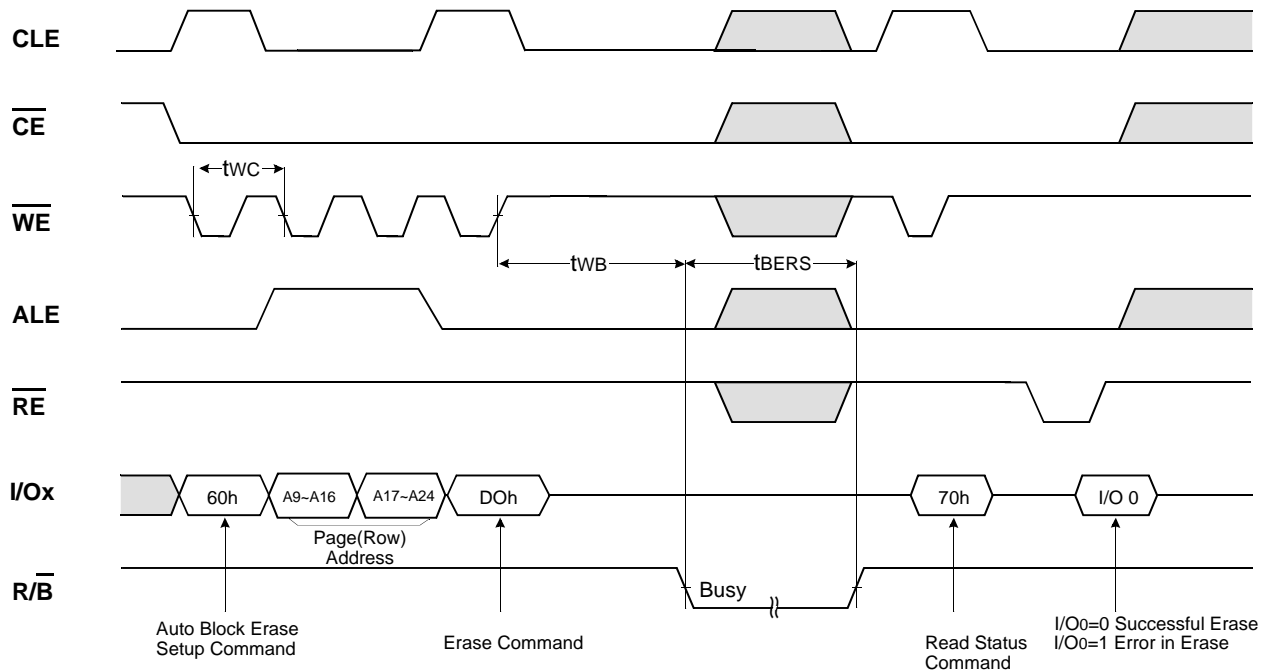 CLE
CE
tWC
WE
tWB
tBERS
ALE
RE
I/Ox
60h
A9~A16
A17~A24
DOh
70h
I/O 0
Page(Row)
Address
R/B
Busy
Auto Block Erase
Setup Command
Erase Command
Read Status
Command
I/O0=0 Successful Erase
I/O0=1 Error in Erase